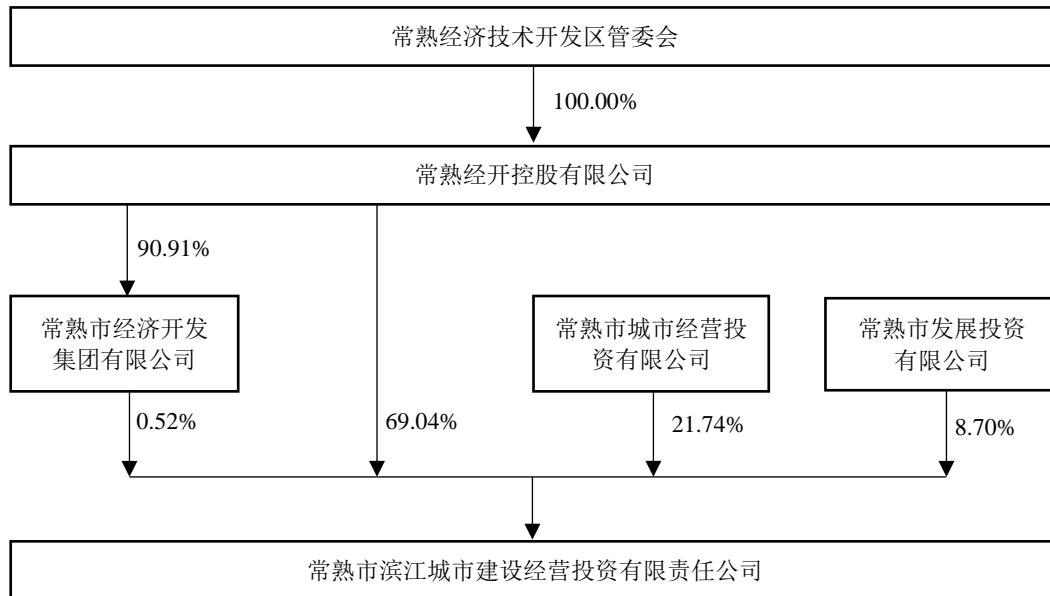 常熟经济技术开发区管委会
100.00%
常熟经开控股有限公司
90.91%
常熟市经济开发
集团有限公司
常熟市城市经营投
资有限公司
常熟市发展投资
有限公司
0.52%
69.04%
21.74%
8.70%
常熟市滨江城市建设经营投资有限责任公司